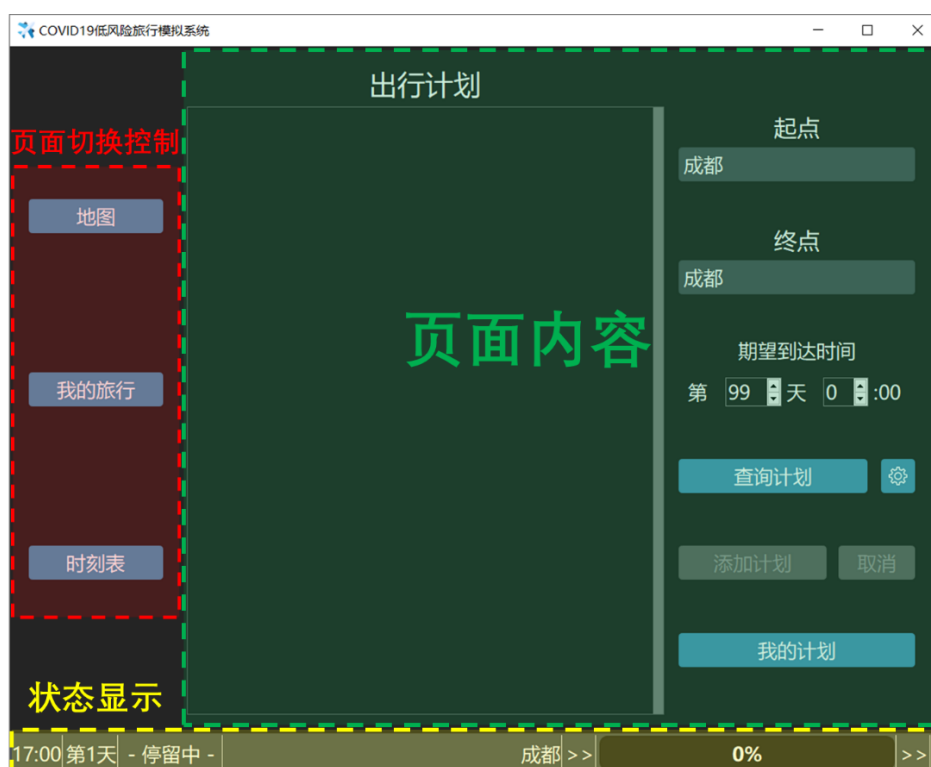 COVID19低风险旅行模拟系统
出行计划
页面切换控制
起点
成都
地图
终点
成都
页面内容
期望到达时间
我的旅行
第 99 天 0 :00
查询计划
时刻表
添加计划 取消
我的计划
状态显示
17:00 第1天 - 停留中 - 成都 >> 0% >>